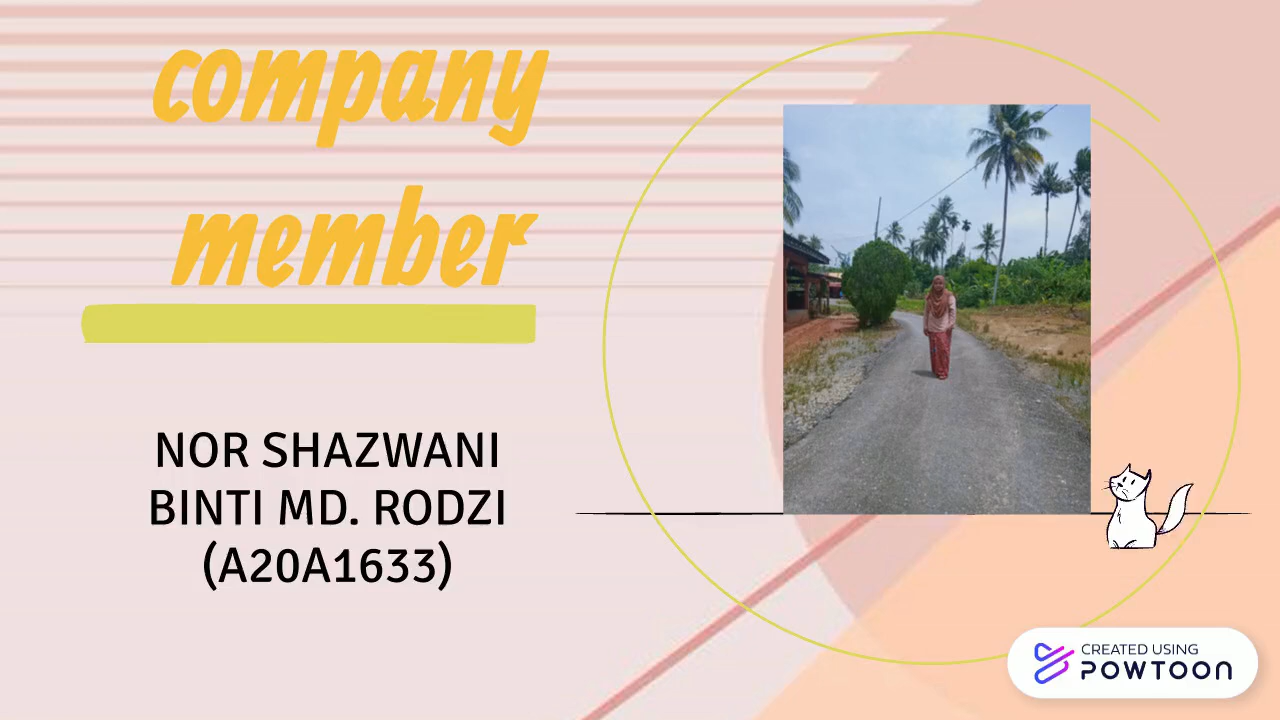 company
member
NOR SHAZWANI
BINTI MD. RODZI
(A20A1633)
CREATED USING
POWTOON